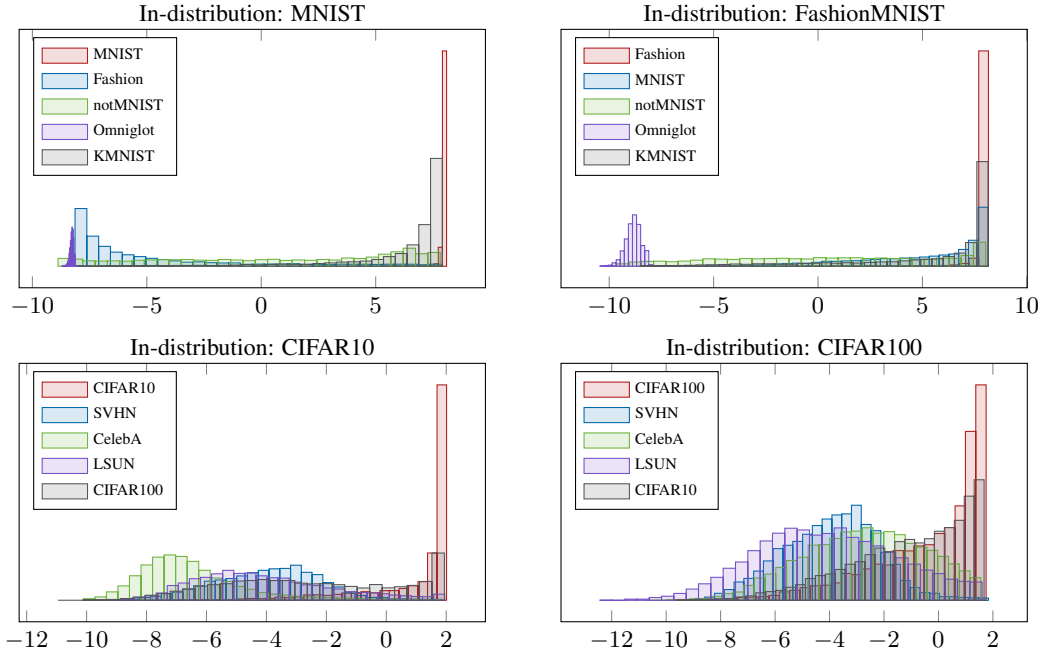 In-distribution: MNIST
MNIST
Fashion
notMNIST
Omniglot
KMNIST
−10 −5 0 5
In-distribution: FashionMNIST
Fashion
MNIST
notMNIST
Omniglot
KMNIST
−10 −5 0 5 10
In-distribution: CIFAR10
CIFAR10
SVHN
CelebA
LSUN
CIFAR100
−12 −10 −8 −6 −4 −2 0 2
In-distribution: CIFAR100
CIFAR100
SVHN
CelebA
LSUN
CIFAR10
−12 −10 −8 −6 −4 −2 0 2